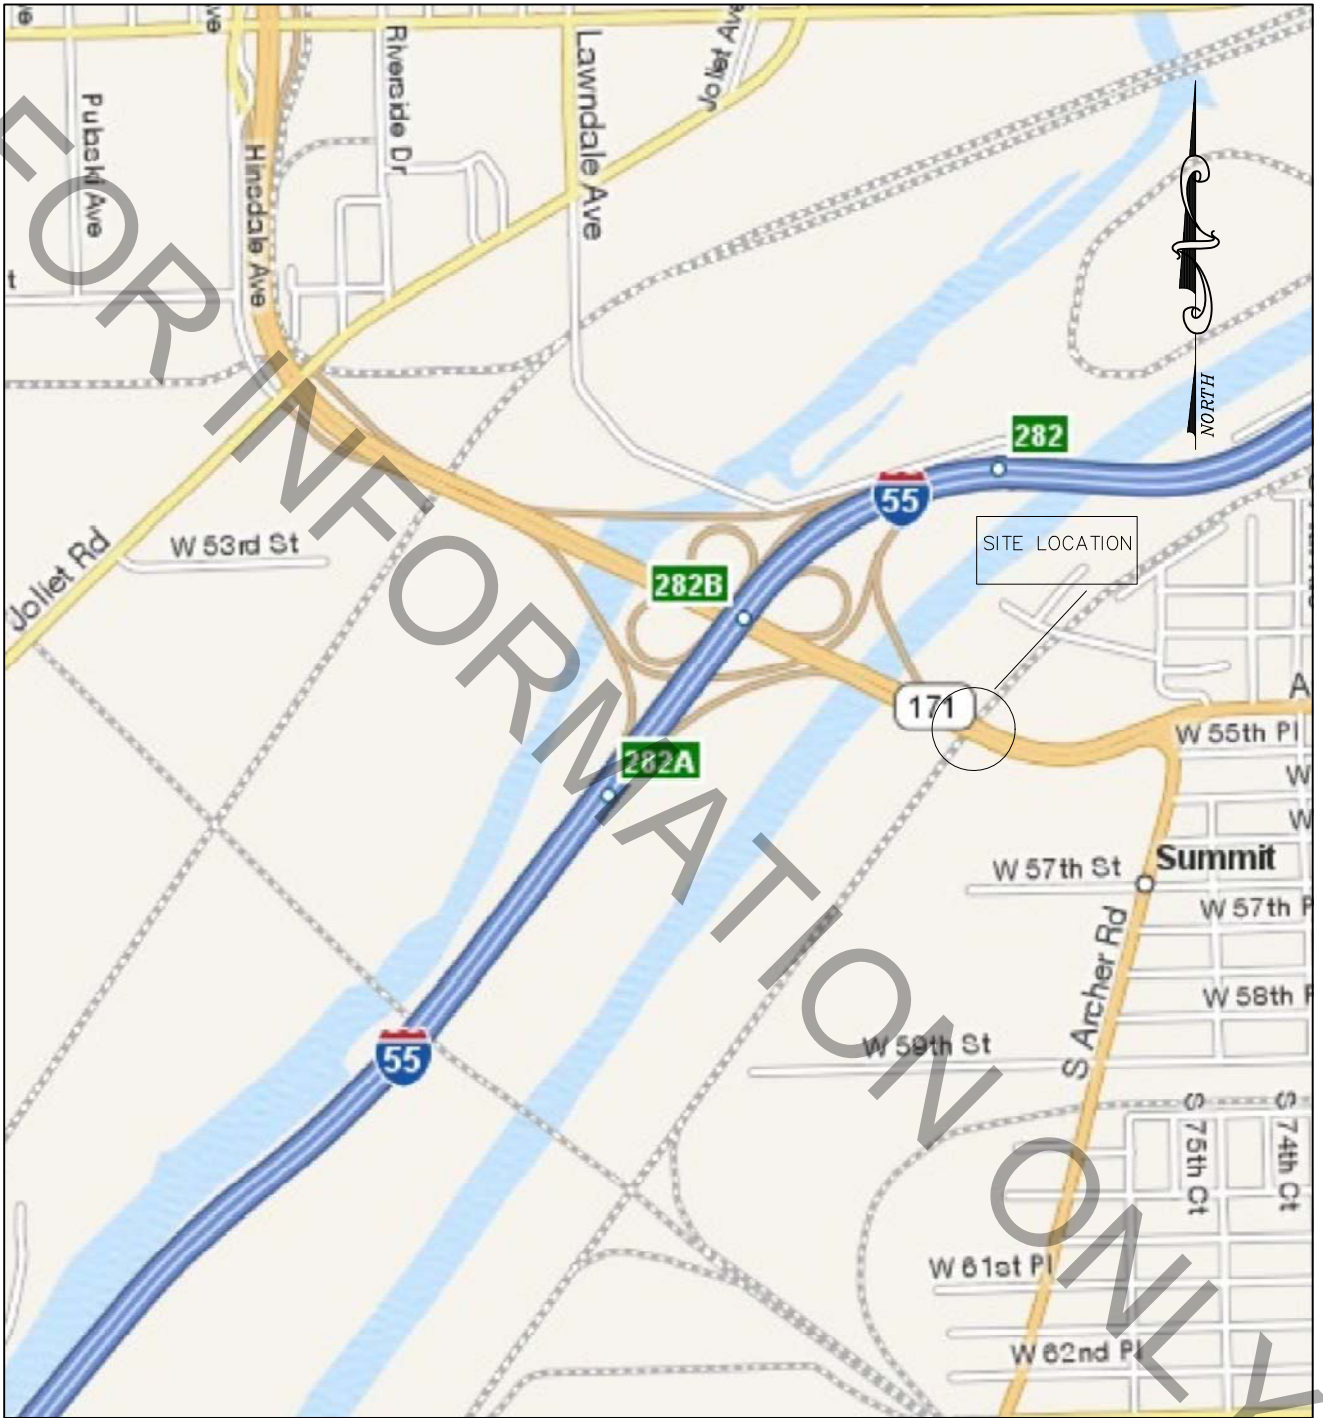 Pulaski Ave
Hinsdale Ave
Riverside Dr
Lawndale Ave
Joliet Ave
NORTH
282
55
SITE LOCATION
W 53rd St
Joliet Rd
282B
171
W 55th Pl
282A
W
W
Summit
W 57th St
W 57th P
S Archer Rd
W 58th P
W 59th St
55
S 75th Ct
S 74th Ct
W 61st Pl
W 62nd Pl
FOR INFORMATION ONLY